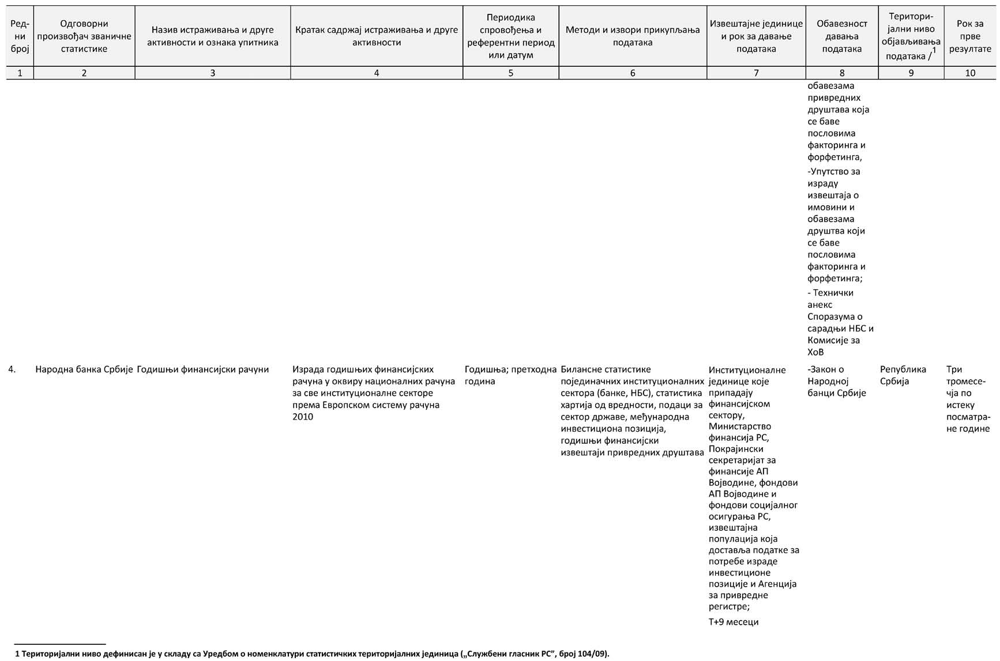 Ред-
ни
број
Одговорни
произвођач званичне
статистике
Назив истраживања и друге
активности и ознака упитника
Кратак садржај истраживања и друге
активности
Периодика
спровођења и
референтни период
или датум
Методи и извори прикупљања
података
Извештајне јединице
и рок за давање
података
Обавезност
давања
података
Територи-
јални ниво
објављивања
података /1
Рок за
прве
резултате
1 2 3 4 5 6 7 8 9 10
обавезама
привредних
друштава која
се баве
пословима
факторинга и
форфетинга,
-Упутство за
израду
извештаја о
имовини и
обавезама
друштва који
се баве
пословима
факторинга и
форфетинга;
- Технички
анекс
Споразума о
сарадњи НБС и
Комисије за
ХоВ
4.
Народна банка Србије
Годишњи финансијски рачуни
Израда годишњих финансијских
рачуна у оквиру националних рачуна
за све институционалне секторе
према Европском систему рачуна
2010
Годишња; претходна
година
Билансне статистике
појединачних институционалних
сектора (банке, НБС), статистика
хартија од вредности, подаци за
сектор државе, међународна
инвестициона позиција,
годишњи финансијски
извештаји привредних друштава
Институционалне
јединице које
припадају
финансијском
сектору,
Министарство
финансија РС,
Покрајински
секретаријат за
финансије АП
Војводине, фондови
АП Војводине и
фондови социјалног
осигурања РС,
извештајна
популација која
доставља податке за
потребе израде
инвестиционе
позиције и Агенција
за привредне
регистре;
Т+9 месеци
-Закон о
Народној
банци Србије
Република
Србија
Три
тромесе-
чја по
истеку
посматра-
не године
1 Територијални ниво дефинисан је у складу са Уредбом о номенклатури статистичких територијалних јединица („Службени гласник РС”, број 104/09).